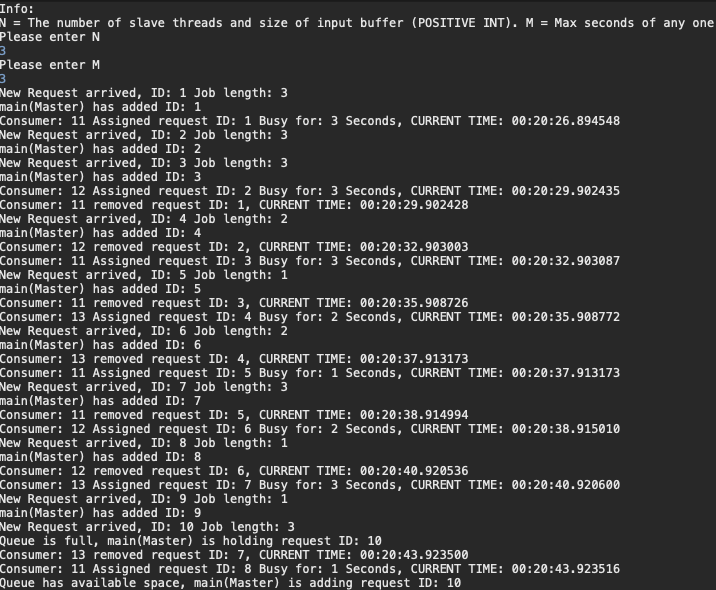 Info:
N = The number of slave threads and size of input buffer (POSITIVE INT). M = Max seconds of any one
Please enter N
3
Please enter M
3
New Request arrived, ID: 1 Job length: 3
main(Master) has added ID: 1
Consumer: 11 Assigned request ID: 1 Busy for: 3 Seconds, CURRENT TIME: 00:20:26.894548
New Request arrived, ID: 2 Job length: 3
main(Master) has added ID: 2
New Request arrived, ID: 3 Job length: 3
main(Master) has added ID: 3
Consumer: 12 Assigned request ID: 2 Busy for: 3 Seconds, CURRENT TIME: 00:20:29.902435
Consumer: 11 removed request ID: 1, CURRENT TIME: 00:20:29.902428
New Request arrived, ID: 4 Job length: 2
main(Master) has added ID: 4
Consumer: 12 removed request ID: 2, CURRENT TIME: 00:20:32.903003
Consumer: 11 Assigned request ID: 3 Busy for: 3 Seconds, CURRENT TIME: 00:20:32.903087
New Request arrived, ID: 5 Job length: 1
main(Master) has added ID: 5
Consumer: 11 removed request ID: 3, CURRENT TIME: 00:20:35.908726
Consumer: 13 Assigned request ID: 4 Busy for: 2 Seconds, CURRENT TIME: 00:20:35.908772
New Request arrived, ID: 6 Job length: 2
main(Master) has added ID: 6
Consumer: 13 removed request ID: 4, CURRENT TIME: 00:20:37.913173
Consumer: 11 Assigned request ID: 5 Busy for: 1 Seconds, CURRENT TIME: 00:20:37.913173
New Request arrived, ID: 7 Job length: 3
main(Master) has added ID: 7
Consumer: 11 removed request ID: 5, CURRENT TIME: 00:20:38.914994
Consumer: 12 Assigned request ID: 6 Busy for: 2 Seconds, CURRENT TIME: 00:20:38.915010
New Request arrived, ID: 8 Job length: 1
main(Master) has added ID: 8
Consumer: 12 removed request ID: 6, CURRENT TIME: 00:20:40.920536
Consumer: 13 Assigned request ID: 7 Busy for: 3 Seconds, CURRENT TIME: 00:20:40.920600
New Request arrived, ID: 9 Job length: 1
main(Master) has added ID: 9
New Request arrived, ID: 10 Job length: 3
Queue is full, main(Master) is holding request ID: 10
Consumer: 13 removed request ID: 7, CURRENT TIME: 00:20:43.923500
Consumer: 11 Assigned request ID: 8 Busy for: 1 Seconds, CURRENT TIME: 00:20:43.923516
Queue has available space, main(Master) is adding request ID: 10